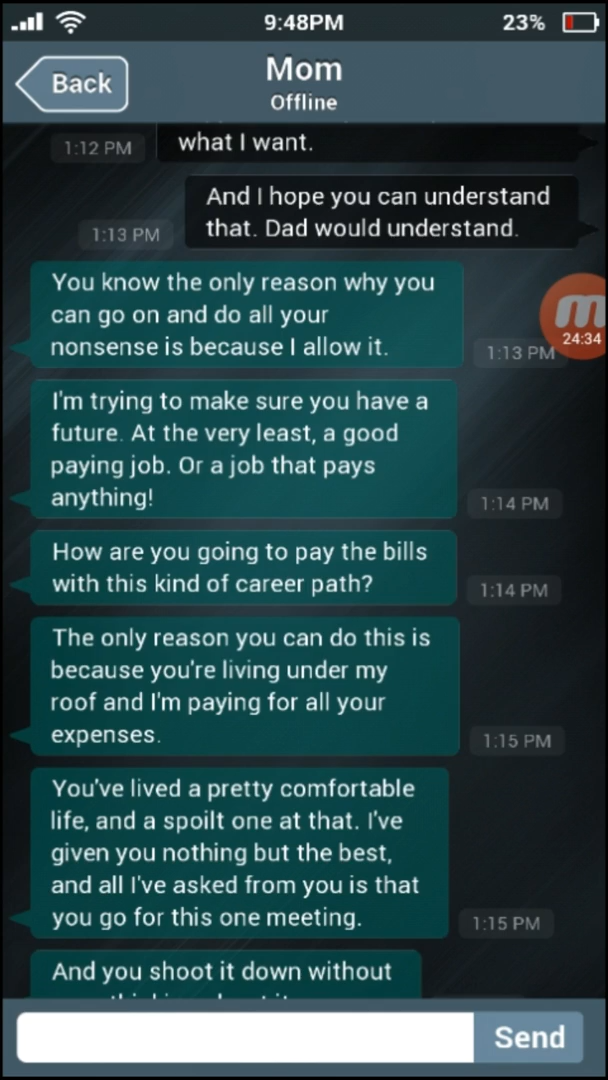 9:48PM
23%
Back
Mom
Offline
1:12 PM
what I want.
And I hope you can understand
that. Dad would understand.
1:13 PM
You know the only reason why you
can go on and do all your
nonsense is because I allow it.
1:13 PM
24:34
I'm trying to make sure you have a
future. At the very least, a good
paying job. Or a job that pays
anything!
1:14 PM
How are you going to pay the bills
with this kind of career path?
1:14 PM
The only reason you can do this is
because you're living under my
roof and I'm paying for all your
expenses.
1:15 PM
You've lived a pretty comfortable
life, and a spoilt one at that. I've
given you nothing but the best,
and all I've asked from you is that
you go for this one meeting.
1:15 PM
And you shoot it down without
Send